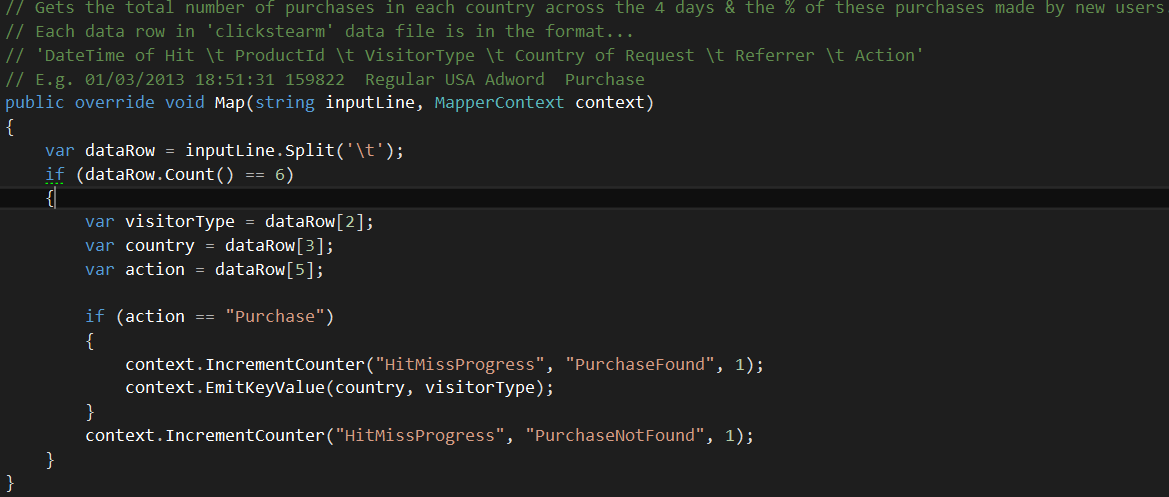 // Gets the total number of purchases in each country across the 4 days & the % of these purchases made by new users
// Each data row in 'clickstearm' data file is in the format...
// 'DateTime of Hit \t ProductId \t VisitorType \t Country of Request \t Referrer \t Action'
// E.g. 01/03/2013 18:51:31 159822  Regular USA Adword  Purchase
public override void Map(string inputLine, MapperContext context)
{
    var dataRow = inputLine.Split('\t');
    if (dataRow.Count() == 6)
    {
        var visitorType = dataRow[2];
        var country = dataRow[3];
        var action = dataRow[5];

        if (action == "Purchase")
        {
            context.IncrementCounter("HitMissProgress", "PurchaseFound", 1);
            context.EmitKeyValue(country, visitorType);
        }
        context.IncrementCounter("HitMissProgress", "PurchaseNotFound", 1);
    }
}